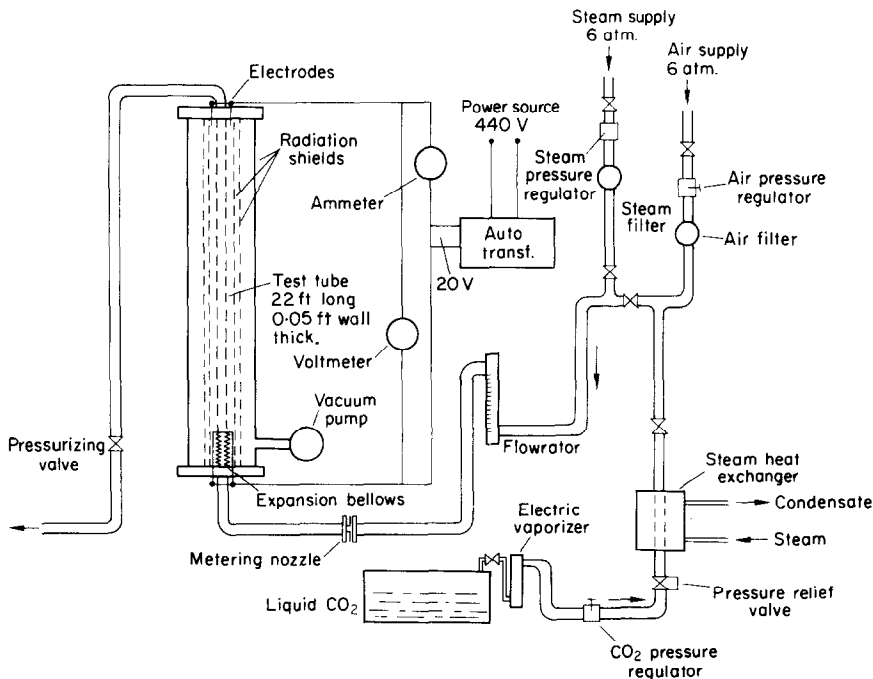 Steam supply
6 atm.
Air supply
6 atm.
Electrodes
Power source
440 V
Radiation
shields
Steam
pressure
regulator
Air pressure
regulator
Ammeter
Steam
filter
Air filter
Auto
transf.
20 V
Test tube
22 ft long
0·05 ft wall
thick.
Voltmeter
Vacuum
pump
Pressurizing
valve
Flowrator
Steam heat
exchanger
Expansion bellows
Electric
vaporizer
Condensate
Metering nozzle
Steam
Liquid CO₂
Pressure relief
valve
CO₂ pressure
regulator